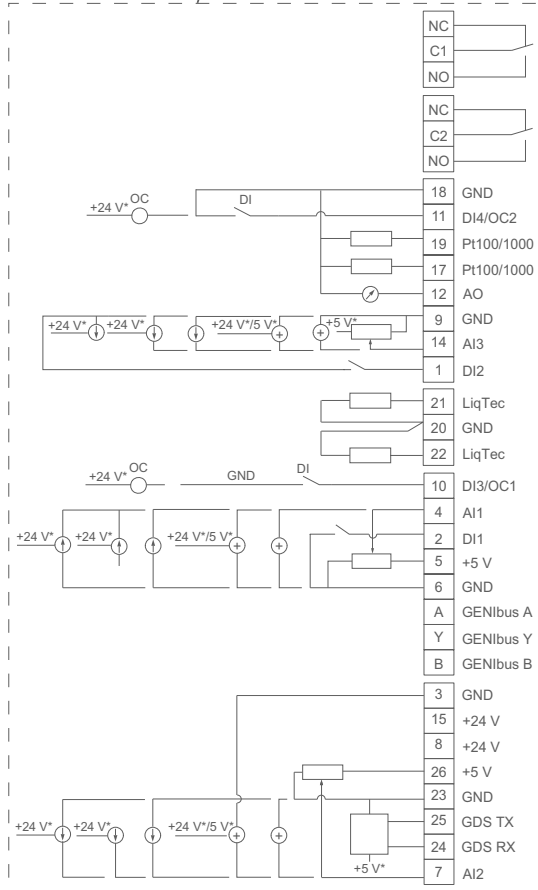 NC
C1
NO
NC
C2
NO
18 GND
+24 V* OC DI 11 DI4/OC2
19 Pt100/1000
17 Pt100/1000
12 AO
9 GND
+24 V* +24 V* +24 V*/5 V* +5 V*
14 AI3
1 DI2
21 LiqTec
20 GND
22 LiqTec
+24 V* OC GND DI 10 DI3/OC1
4 AI1
+24 V* +24 V* +24 V*/5 V* 2 DI1
5 +5 V
6 GND
A GENIbus A
Y GENIbus Y
B GENIbus B
3 GND
15 +24 V
8 +24 V
26 +5 V
23 GND
25 GDS TX
+24 V* +24 V* +24 V*/5 V* 24 GDS RX
+5 V* 7 AI2